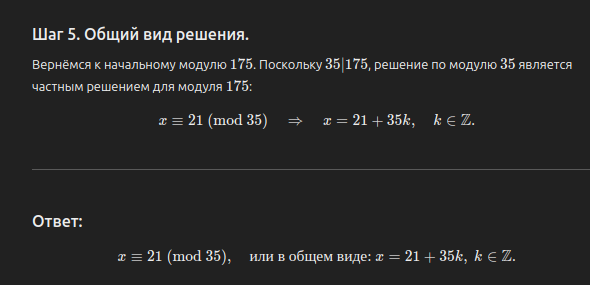 Шаг 5. Общий вид решения.
Вернёмся к начальному модулю 175. Поскольку 35|175, решение по модулю 35 является
частным решением для модуля 175:
x ≡ 21 (mod 35) ⇒ x = 21 + 35k, k ∈ ℤ.
Ответ:
x ≡ 21 (mod 35), или в общем виде: x = 21 + 35k, k ∈ ℤ.